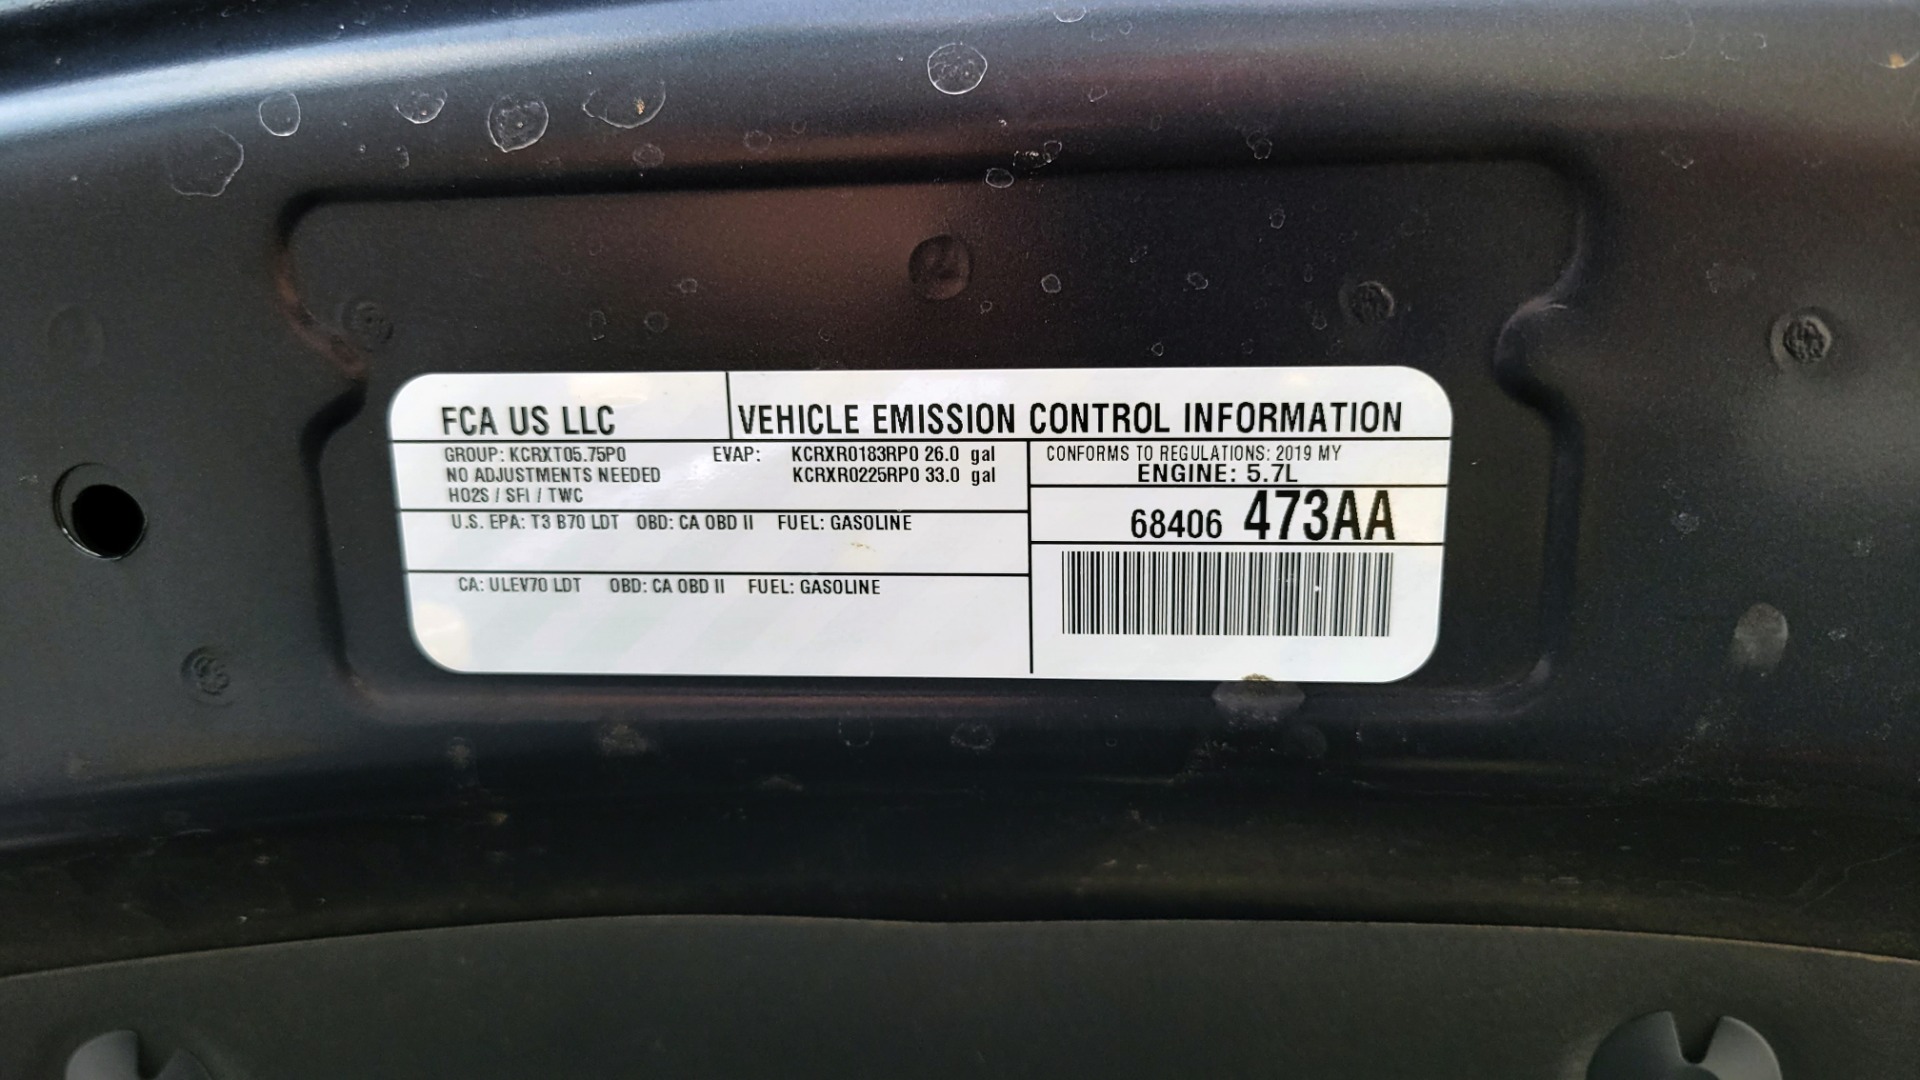 FCA US LLC
VEHICLE EMISSION CONTROL INFORMATION
GROUP: KCRXT05.75P0 EVAP: KCRXR0183RP0 26.0 gal
NO ADJUSTMENTS NEEDED KCRXR0225RP0 33.0 gal
HO2S / SFI / TWC
CONFORMS TO REGULATIONS: 2019 MY
ENGINE: 5.7L
U.S. EPA: T3 B70 LDT OBD: CA OBD II FUEL: GASOLINE
68406 473AA
CA: ULEV70 LDT OBD: CA OBD II FUEL: GASOLINE